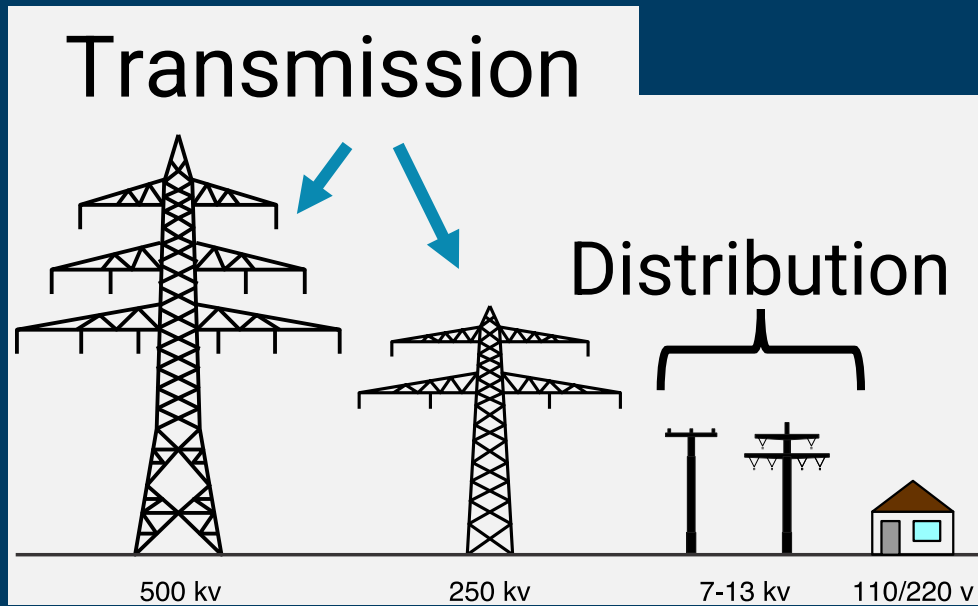 Transmission
Distribution
500 kv
250 kv
7-13 kv
110/220 v